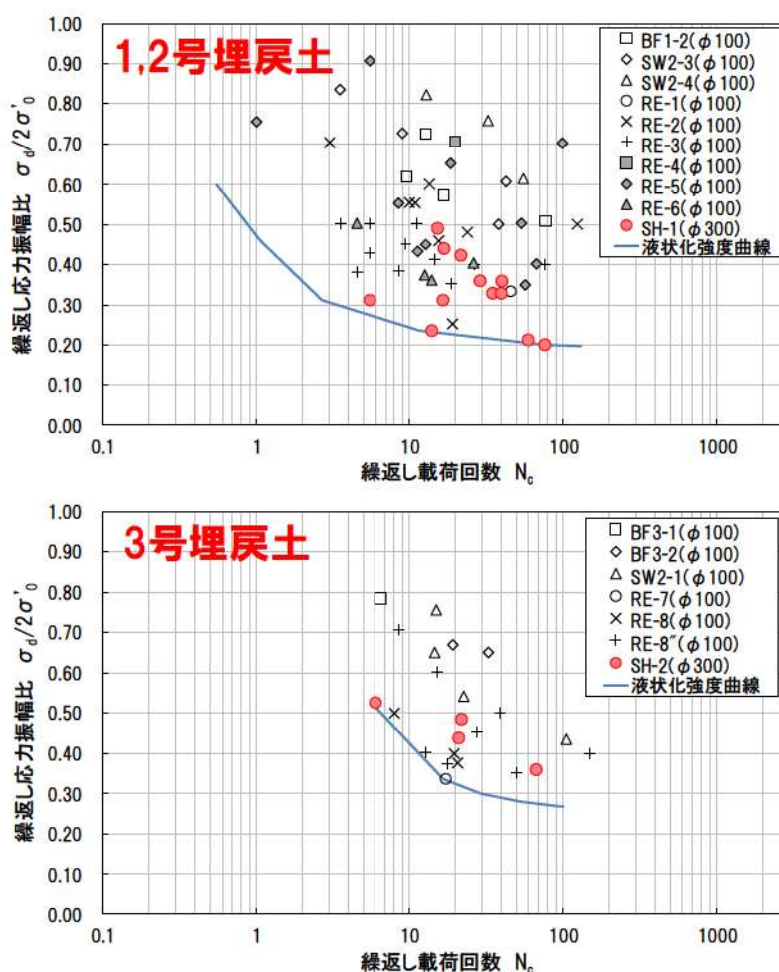 1,2号埋戻土
繰返し応力振幅比 σd/2σ'0
1.00
0.90
0.80
0.70
0.60
0.50
0.40
0.30
0.20
0.10
0.00
0.1
1
10
100
1000
繰返し載荷回数 Nc
BF1-2(φ100)
SW2-3(φ100)
SW2-4(φ100)
RE-1(φ100)
RE-2(φ100)
RE-3(φ100)
RE-4(φ100)
RE-5(φ100)
RE-6(φ100)
SH-1(φ300)
液状化強度曲線
3号埋戻土
繰返し応力振幅比 σd/2σ'0
1.00
0.90
0.80
0.70
0.60
0.50
0.40
0.30
0.20
0.10
0.00
0.1
1
10
100
1000
繰返し載荷回数 Nc
BF3-1(φ100)
BF3-2(φ100)
SW2-1(φ100)
RE-7(φ100)
RE-8(φ100)
RE-8"(φ100)
SH-2(φ300)
液状化強度曲線